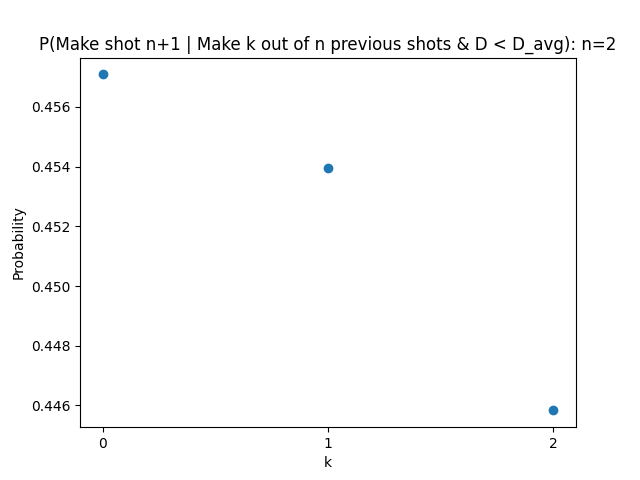 P(Make shot n+1 | Make k out of n previous shots & D < D_avg): n=2
0.456
0.454
0.452
0.450
0.448
0.446
Probability
0 1 2
k